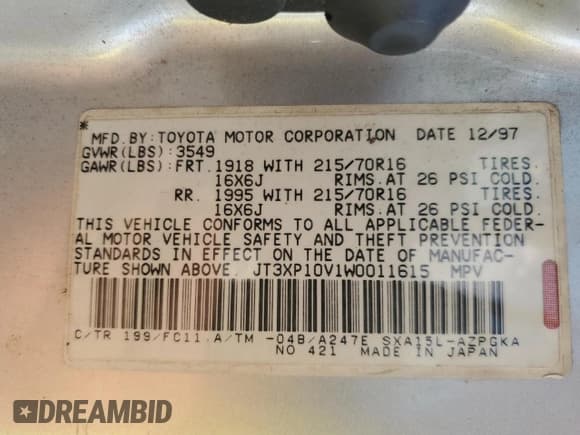 MFD.BY:TOYOTA MOTOR CORPORATION DATE 12/97
GVWR(LBS):3549
GAWR(LBS):FRT.1918 WITH 215/70R16 TIRES.
16X6J RIMS.AT 26 PSI COLD.
RR. 1995 WITH 215/70R16 TIRES.
16X6J RIMS.AT 26 PSI COLD.
THIS VEHICLE CONFORMS TO ALL APPLICABLE FEDER-
AL MOTOR VEHICLE SAFETY AND THEFT PREVENTION
STANDARDS IN EFFECT ON THE DATE OF MANUFAC-
TURE SHOWN ABOVE. JT3XP10V1W0011615 MPV
C/TR 199/FC11 A/TM -04B/A247E SXA15L-AZPGKA
NO 421 MADE IN JAPAN
DREAMBID